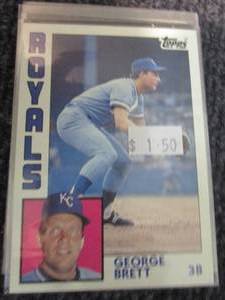 Topps
ROYALS
$ 1.50
KC
GEORGE
BRETT
3B